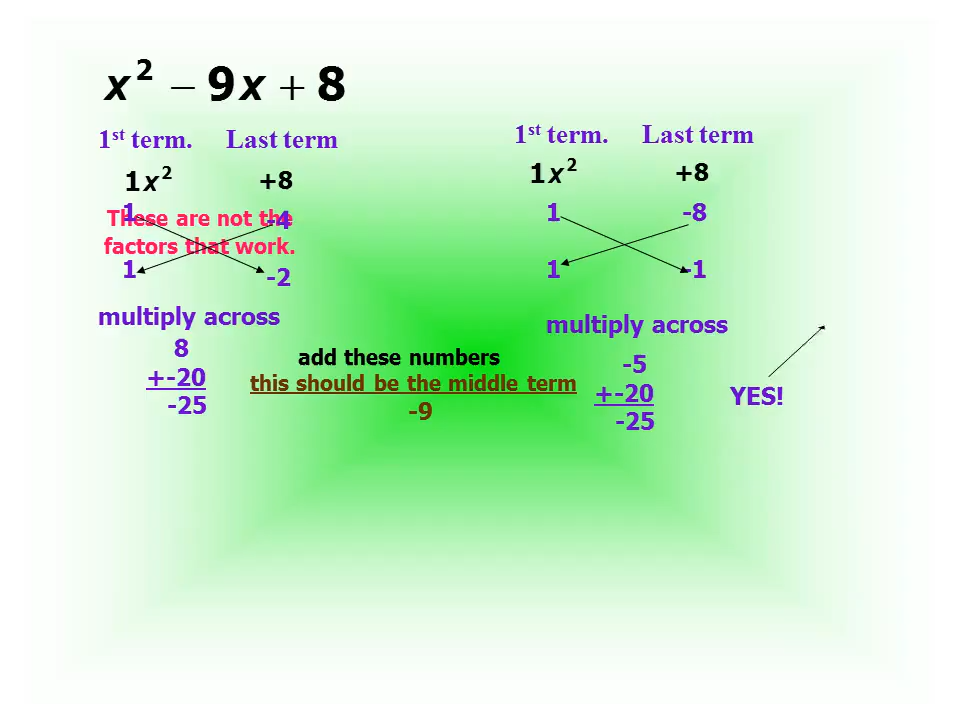 x² − 9x + 8
1st term. Last term
1x² +8
These are not the
factors that work.
1 -4
1 -2
multiply across
8
+-20
-25
add these numbers
this should be the middle term
-9
1st term. Last term
1x² +8
1 -8
1 -1
multiply across
-5
+-20
-25
YES!